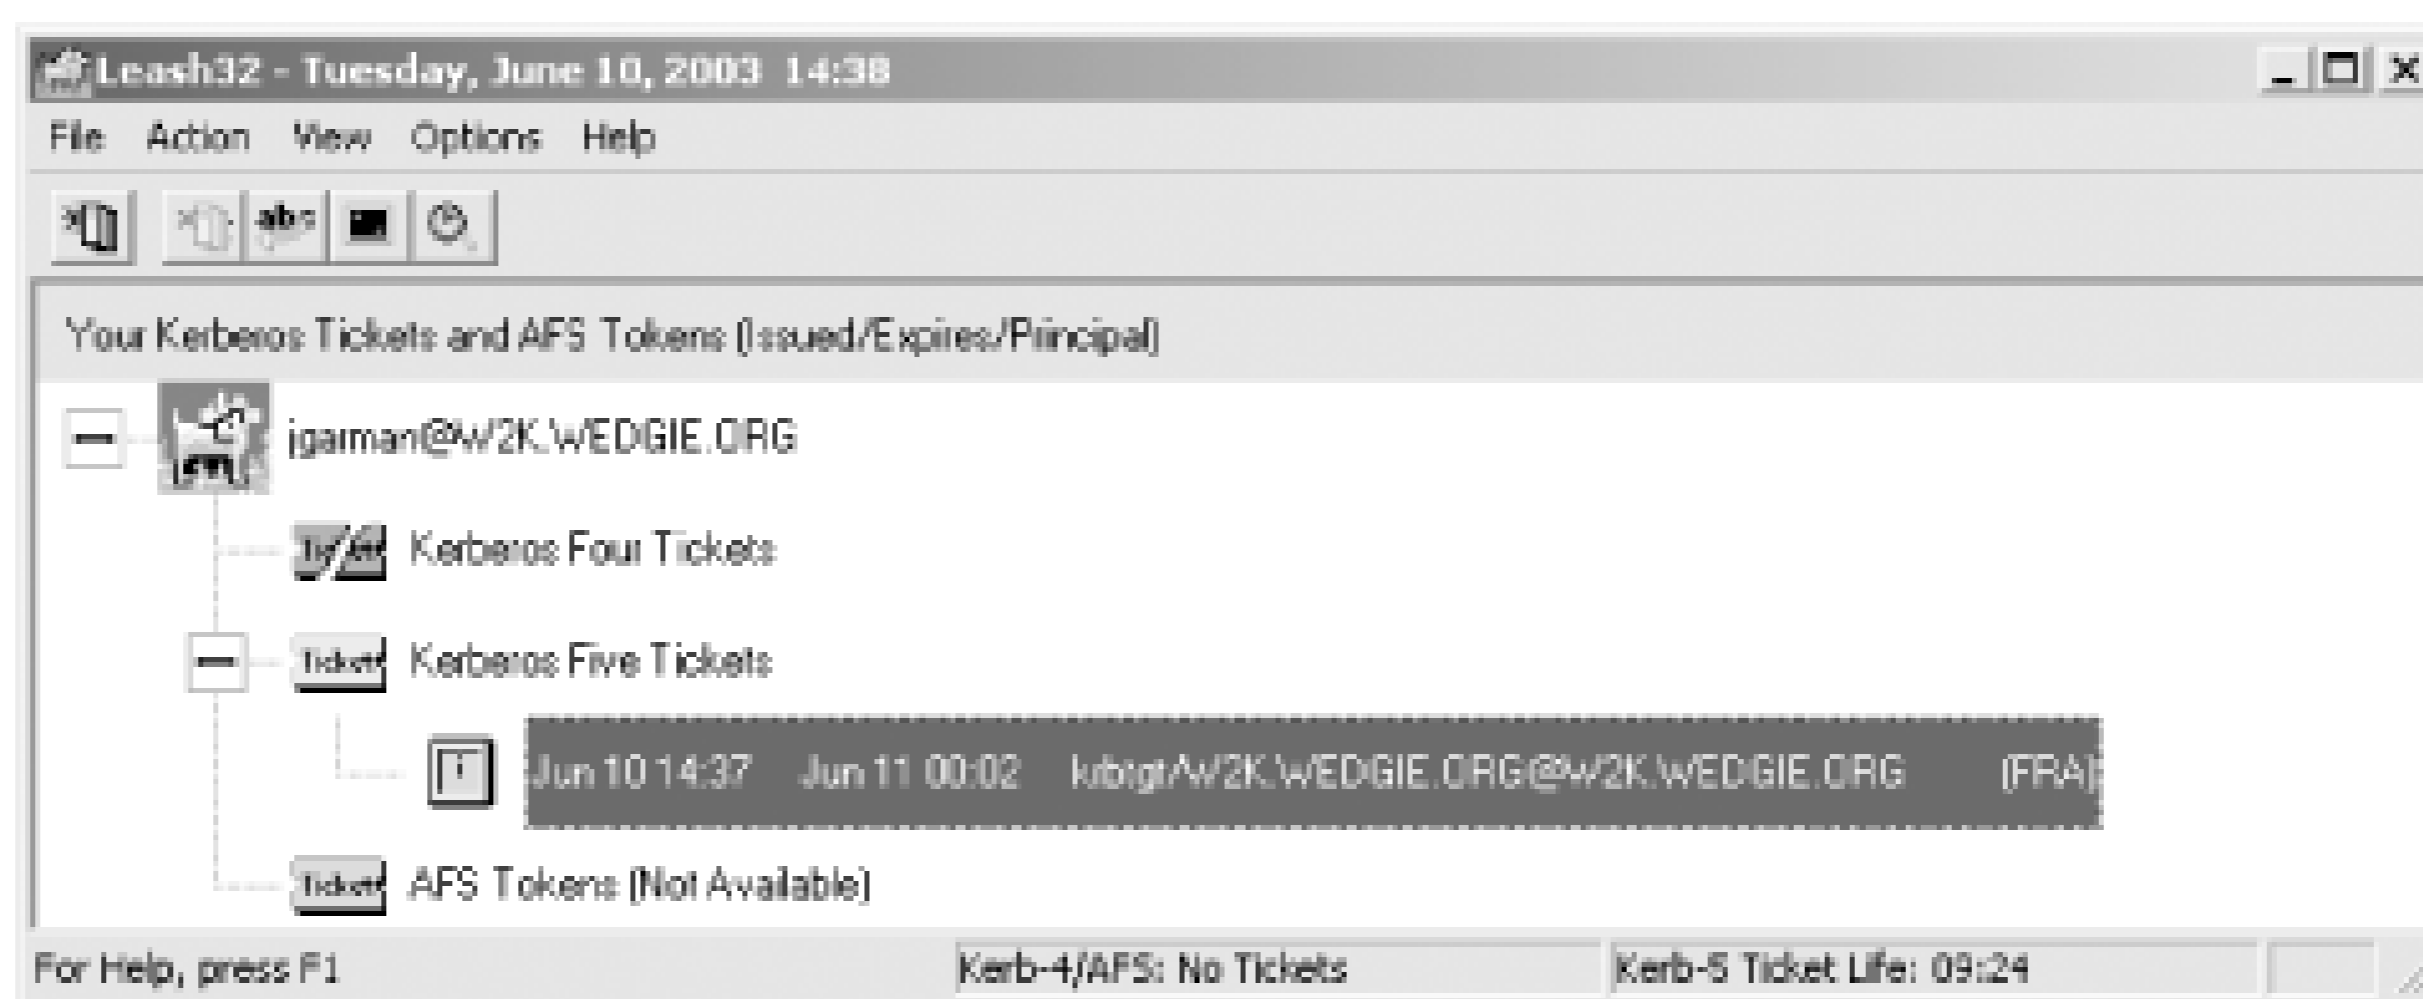 Leash32 - Tuesday, June 10, 2003 14:38
File Action View Options Help
abc
Your Kerberos Tickets and AFS Tokens (Issued/Expires/Principal)
jgarman@W2K.WEDGIE.ORG
Kerberos Four Tickets
Ticket Kerberos Five Tickets
Jun 10 14:37 Jun 11 00:02 krbtgt/W2K.WEDGIE.ORG@W2K.WEDGIE.ORG (FRA)
Ticket AFS Tokens (Not Available)
For Help, press F1 Kerb-4/AFS: No Tickets Kerb-5 Ticket Life: 09:24